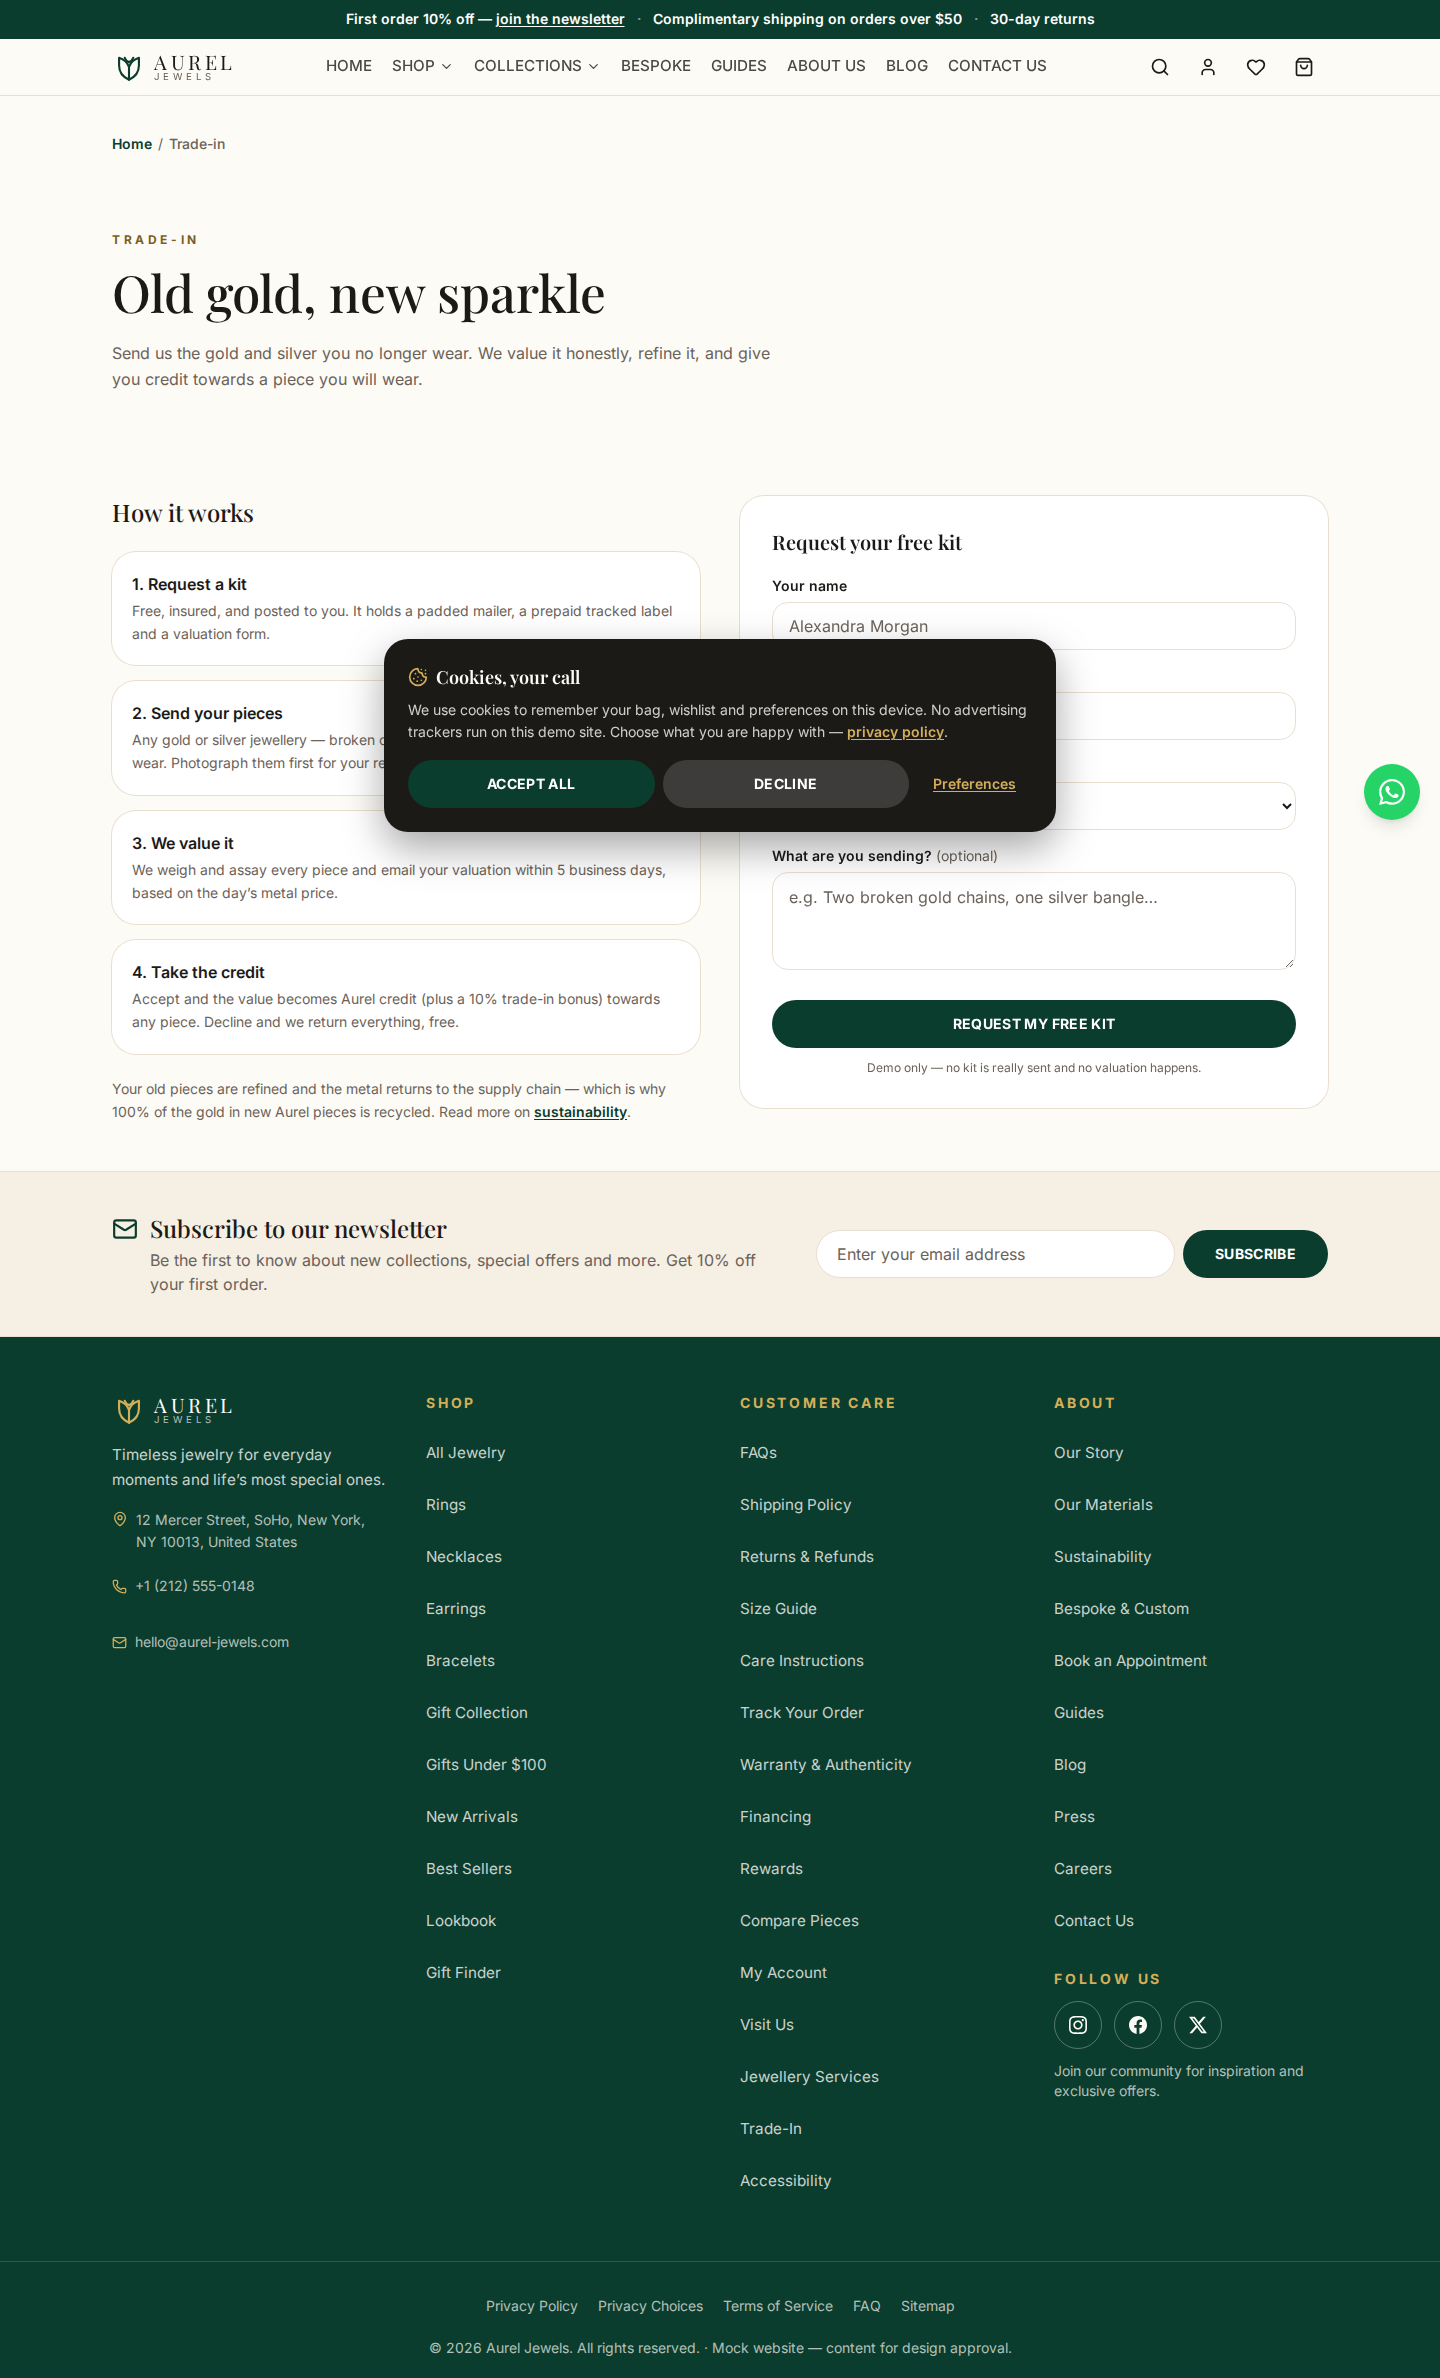 First order 10% off — join the newsletter · Complimentary shipping on orders over $50 · 30-day returns
AUREL
JEWELS
HOME SHOP COLLECTIONS BESPOKE GUIDES ABOUT US BLOG CONTACT US
Home / Trade-in
TRADE-IN
Old gold, new sparkle
Send us the gold and silver you no longer wear. We value it honestly, refine it, and give
you credit towards a piece you will wear.
How it works
1. Request a kit
Free, insured, and posted to you. It holds a padded mailer, a prepaid tracked label
and a valuation form.
2. Send your pieces
Any gold or silver jewellery — broken
wear. Photograph them first for your
3. We value it
We weigh and assay every piece and email your valuation within 5 business days,
based on the day’s metal price.
4. Take the credit
Accept and the value becomes Aurel credit (plus a 10% trade-in bonus) towards
any piece. Decline and we return everything, free.
Your old pieces are refined and the metal returns to the supply chain — which is why
100% of the gold in new Aurel pieces is recycled. Read more on sustainability.
Request your free kit
Your name
Alexandra Morgan
What are you sending? (optional)
e.g. Two broken gold chains, one silver bangle…
REQUEST MY FREE KIT
Demo only — no kit is really sent and no valuation happens.
Cookies, your call
We use cookies to remember your bag, wishlist and preferences on this device. No advertising
trackers run on this demo site. Choose what you are happy with — privacy policy.
ACCEPT ALL DECLINE Preferences
Subscribe to our newsletter
Be the first to know about new collections, special offers and more. Get 10% off
your first order.
Enter your email address SUBSCRIBE
AUREL
JEWELS
Timeless jewelry for everyday
moments and life’s most special ones.
12 Mercer Street, SoHo, New York,
NY 10013, United States
+1 (212) 555-0148
hello@aurel-jewels.com
SHOP
All Jewelry
Rings
Necklaces
Earrings
Bracelets
Gift Collection
Gifts Under $100
New Arrivals
Best Sellers
Lookbook
Gift Finder
CUSTOMER CARE
FAQs
Shipping Policy
Returns & Refunds
Size Guide
Care Instructions
Track Your Order
Warranty & Authenticity
Financing
Rewards
Compare Pieces
My Account
Visit Us
Jewellery Services
Trade-In
Accessibility
ABOUT
Our Story
Our Materials
Sustainability
Bespoke & Custom
Book an Appointment
Guides
Blog
Press
Careers
Contact Us
FOLLOW US
Join our community for inspiration and
exclusive offers.
Privacy Policy Privacy Choices Terms of Service FAQ Sitemap
© 2026 Aurel Jewels. All rights reserved. · Mock website — content for design approval.